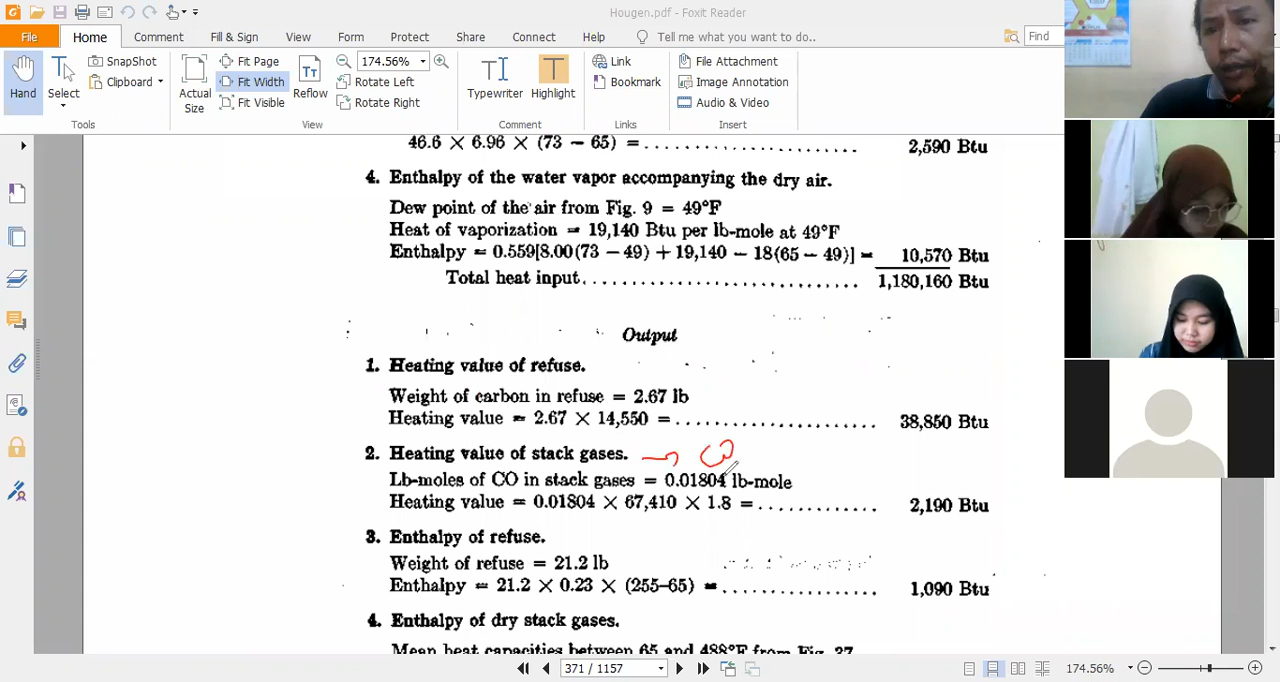 Hougen.pdf - Foxit Reader
File Home Comment Fill & Sign View Form Protect Share Connect Help Tell me what you want to do.. Find
Hand
Select
SnapShot
Clipboard
Tools
Actual Size
Fit Page
Fit Width
Fit Visible
Reflow
174.56%
Rotate Left
Rotate Right
View
Typewriter
Highlight
Comment
Link
Bookmark
Links
File Attachment
Image Annotation
Audio & Video
Insert
46.6 × 6.96 × (73 − 65) = .................... 2,590 Btu
4. Enthalpy of the water vapor accompanying the dry air.
Dew point of the air from Fig. 9 = 49°F
Heat of vaporization = 19,140 Btu per lb-mole at 49°F
Enthalpy = 0.559[8.00(73 − 49) + 19,140 − 18(65 − 49)] = 10,570 Btu
Total heat input.......................... 1,180,160 Btu
Output
1. Heating value of refuse.
Weight of carbon in refuse = 2.67 lb
Heating value = 2.67 × 14,550 = .................... 38,850 Btu
2. Heating value of stack gases. → CO
Lb-moles of CO in stack gases = 0.01804 lb-mole
Heating value = 0.01804 × 67,410 × 1.8 = ............ 2,190 Btu
3. Enthalpy of refuse.
Weight of refuse = 21.2 lb
Enthalpy = 21.2 × 0.23 × (255–65) = ............... 1,090 Btu
4. Enthalpy of dry stack gases.
Mean heat capacities between 65 and 488°F from Fig. 27
371 / 1157
174.56%